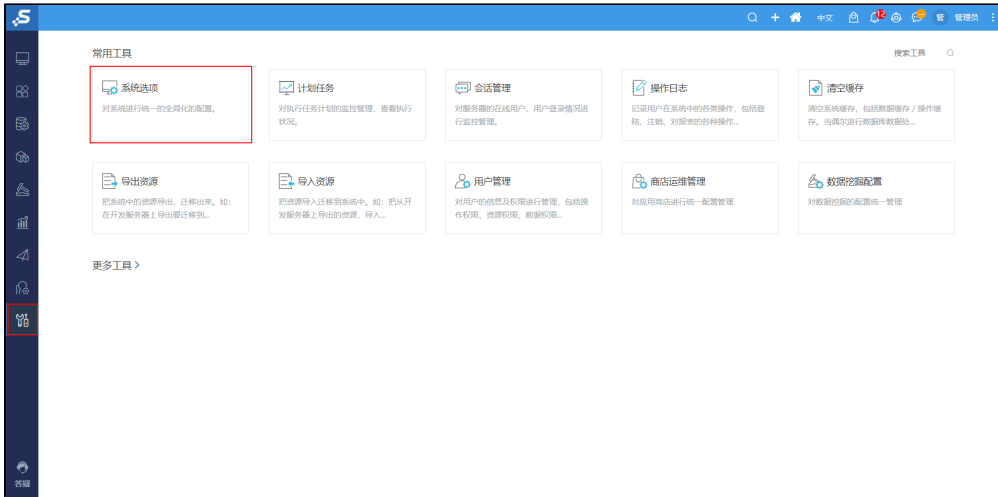 S
中文
12
管
管理员
常用工具
搜索工具
系统选项
对系统进行统一的全局化的配置。
计划任务
对执行任务计划的监控管理，查看执行
状况。
会话管理
对服务器的在线用户、用户登录情况进
行监控管理。
操作日志
记录用户在系统中的各类操作，包括登
陆、注销、对报表的各种操作...
清空缓存
清空系统缓存，包括数据缓存 / 操作缓
存。当偶尔进行数据库数据处...
导出资源
把系统中的资源导出、迁移出来。如：
在开发服务器上导出要迁移到...
导入资源
把资源导入迁移到系统中。如：把从开
发服务器上导出的资源，导入...
用户管理
对用户的信息及权限进行管理，包括操
作权限、资源权限、数据权限...
商店运维管理
对应用商店进行统一配置管理
数据挖掘配置
对数据挖掘的配置统一管理
更多工具 >
答疑